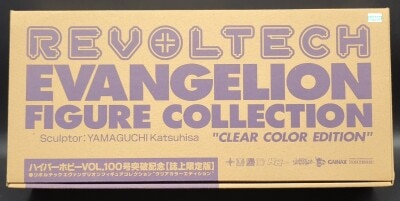 REVOLTECH
EVANGELION
FIGURE COLLECTION
Sculptor:YAMAGUCHI Katsuhisa "CLEAR COLOR EDITION"
ハイパーホビーVOL.100号突破記念【誌上限定版】
GAINAX